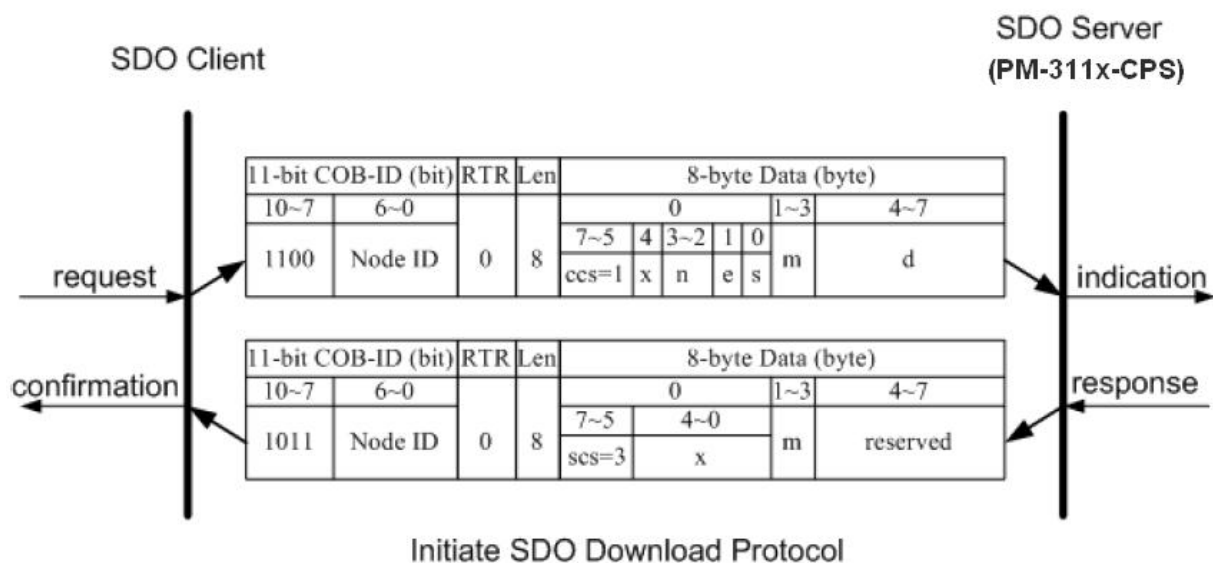 SDO Client
SDO Server
(PM-311x-CPS)
11-bit COB-ID (bit) RTR Len 8-byte Data (byte)
10~7 6~0 0 1~3 4~7
7~5 4 3~2 1 0
1100 Node ID 0 8 m d
ccs=1 x n e s
request
indication
11-bit COB-ID (bit) RTR Len 8-byte Data (byte)
10~7 6~0 0 1~3 4~7
confirmation
response
7~5 4~0
1011 Node ID 0 8 m reserved
scs=3 x
Initiate SDO Download Protocol